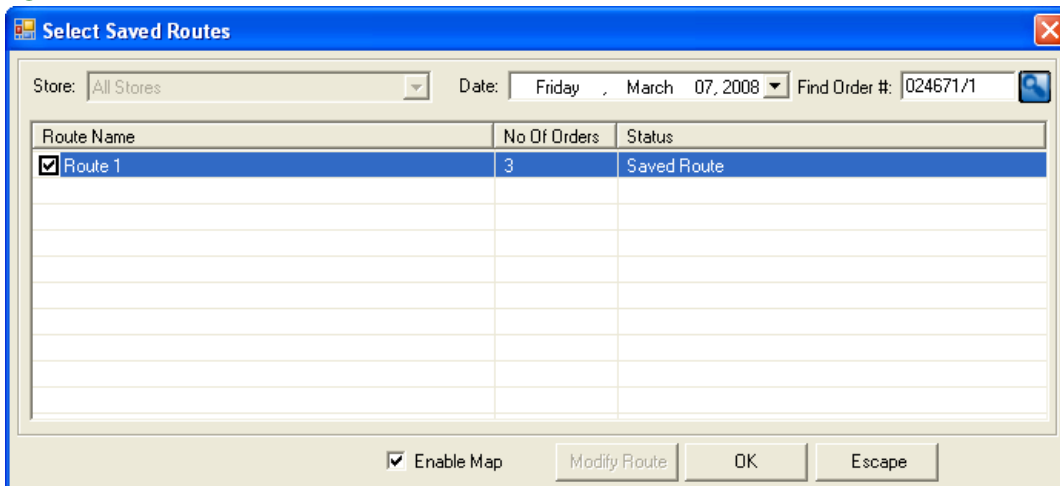 Select Saved Routes
Store: All Stores Date: Friday , March 07, 2008 Find Order #: 024671/1
Route Name No Of Orders Status
Route 1 3 Saved Route
Enable Map Modify Route OK Escape